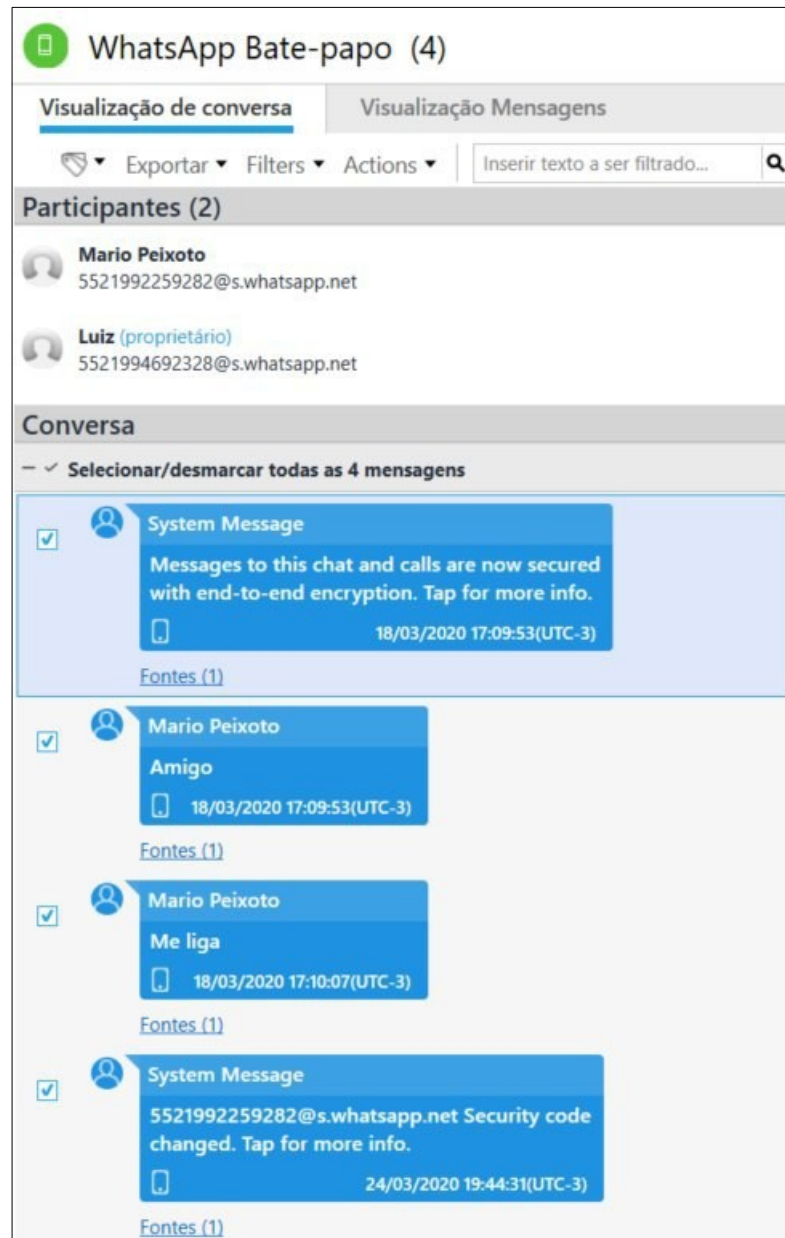 WhatsApp Bate-papo (4)
Visualização de conversa Visualização Mensagens
Exportar Filters Actions Inserir texto a ser filtrado...
Participantes (2)
Mario Peixoto
5521992259282@s.whatsapp.net
Luiz (proprietário)
5521994692328@s.whatsapp.net
Conversa
Selecionar/desmarcar todas as 4 mensagens
System Message
Messages to this chat and calls are now secured
with end-to-end encryption. Tap for more info.
18/03/2020 17:09:53(UTC-3)
Fontes (1)
Mario Peixoto
Amigo
18/03/2020 17:09:53(UTC-3)
Fontes (1)
Mario Peixoto
Me liga
18/03/2020 17:10:07(UTC-3)
Fontes (1)
System Message
5521992259282@s.whatsapp.net Security code
changed. Tap for more info.
24/03/2020 19:44:31(UTC-3)
Fontes (1)